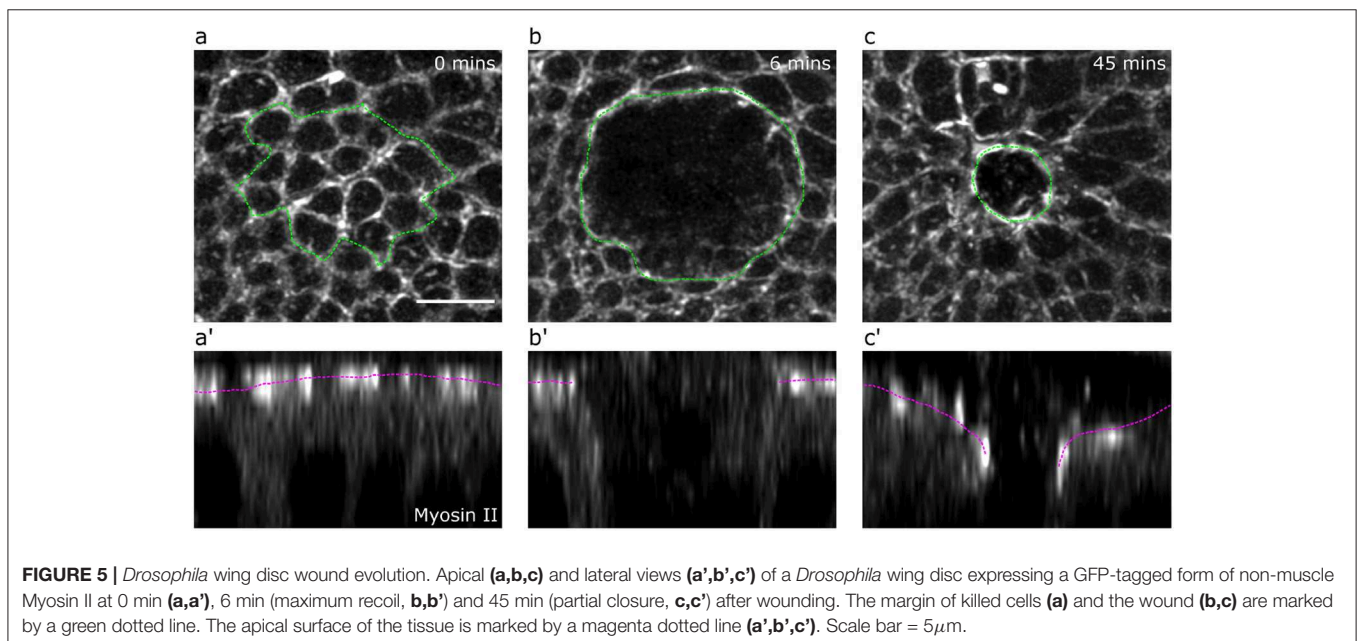 a
b
c
0 mins
6 mins
45 mins
a'
b'
c'
Myosin II
FIGURE 5 | Drosophila wing disc wound evolution. Apical (a,b,c) and lateral views (a',b',c') of a Drosophila wing disc expressing a GFP-tagged form of non-muscle
Myosin II at 0 min (a,a'), 6 min (maximum recoil, b,b') and 45 min (partial closure, c,c') after wounding. The margin of killed cells (a) and the wound (b,c) are marked
by a green dotted line. The apical surface of the tissue is marked by a magenta dotted line (a',b',c'). Scale bar = 5μm.